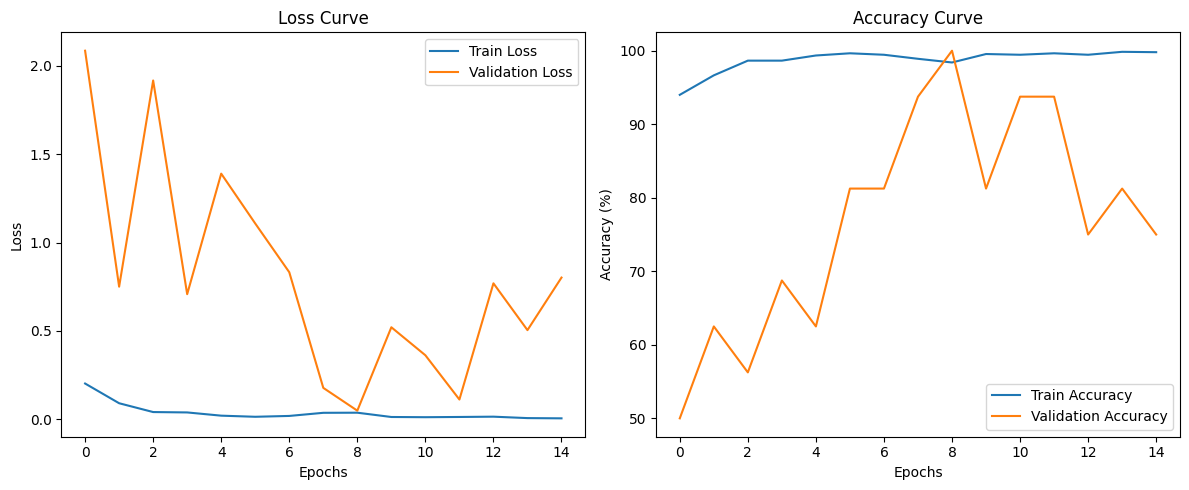 Loss Curve
Train Loss
Validation Loss
2.0
1.5
1.0
0.5
0.0
Loss
0 2 4 6 8 10 12 14
Epochs
Accuracy Curve
100
90
80
70
60
50
Accuracy (%)
Train Accuracy
Validation Accuracy
0 2 4 6 8 10 12 14
Epochs